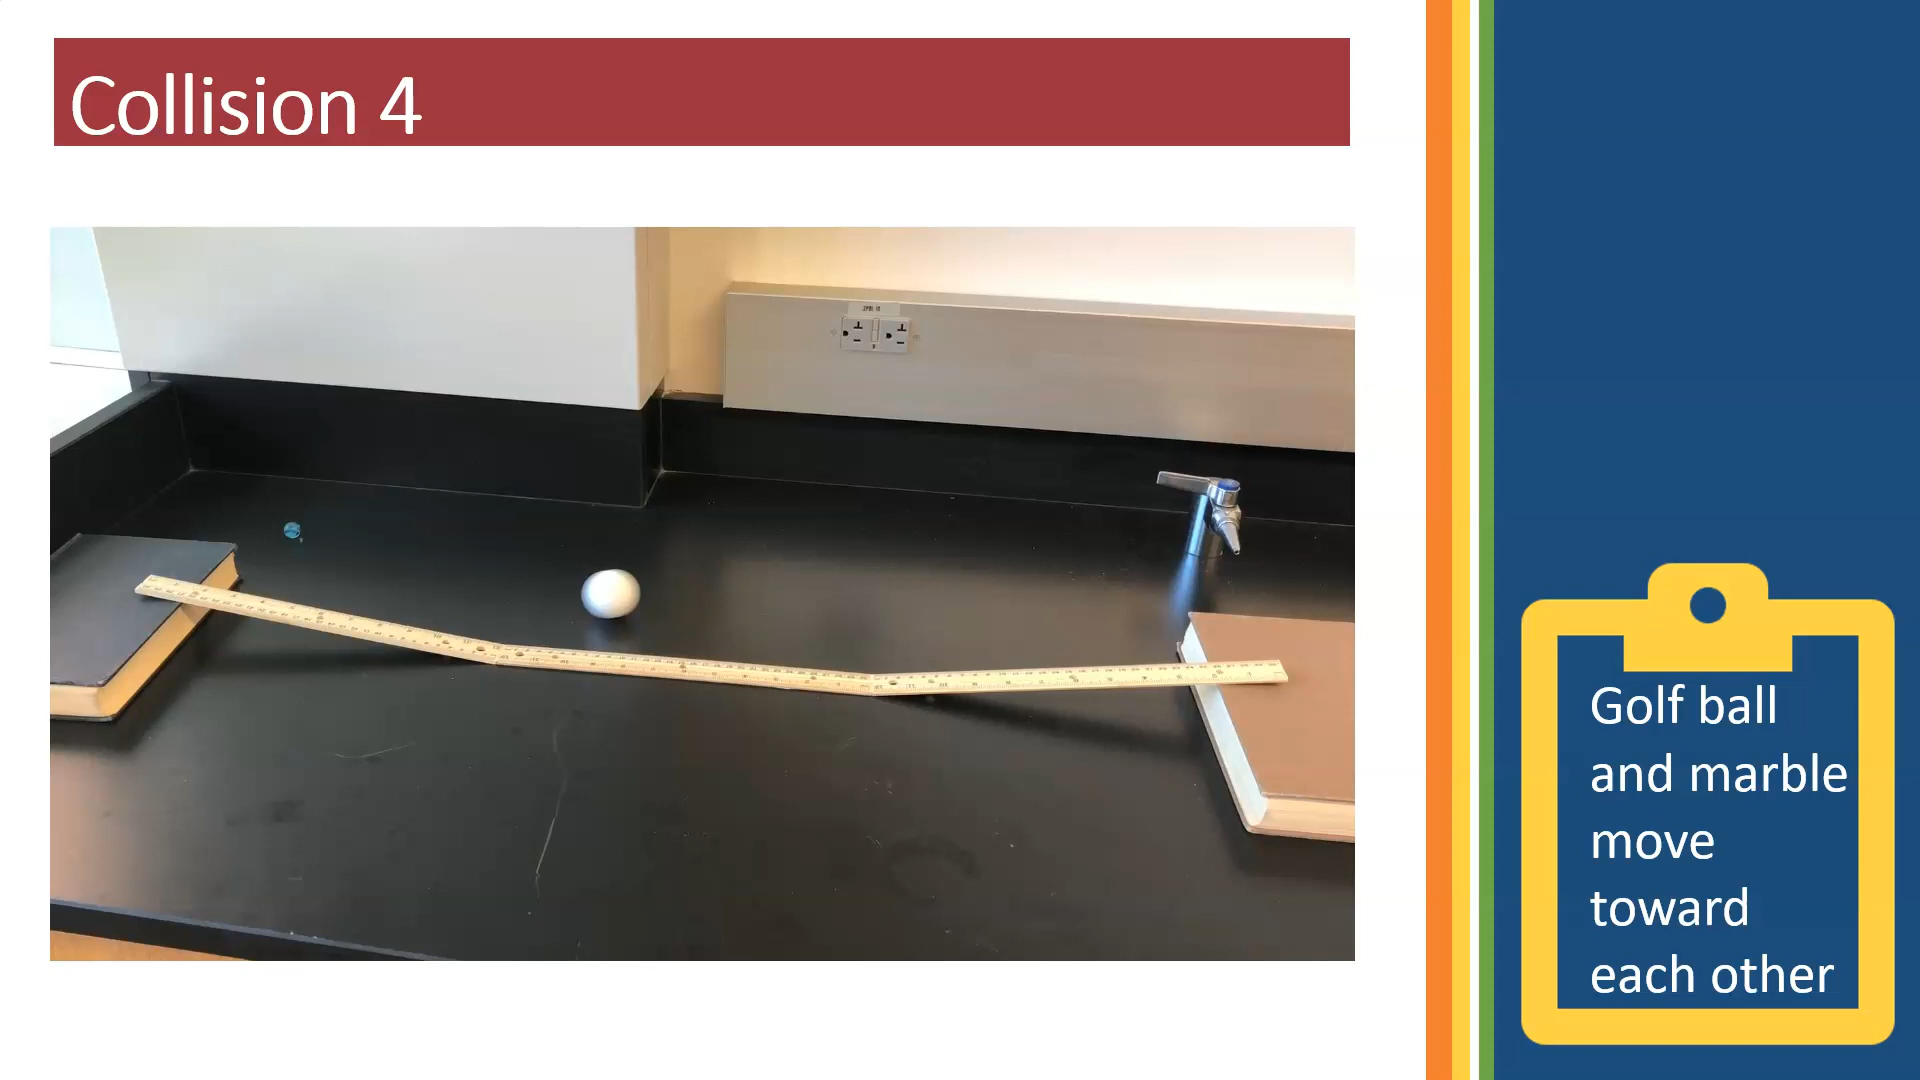 Collision 4
Golf ball
and marble
move
toward
each other